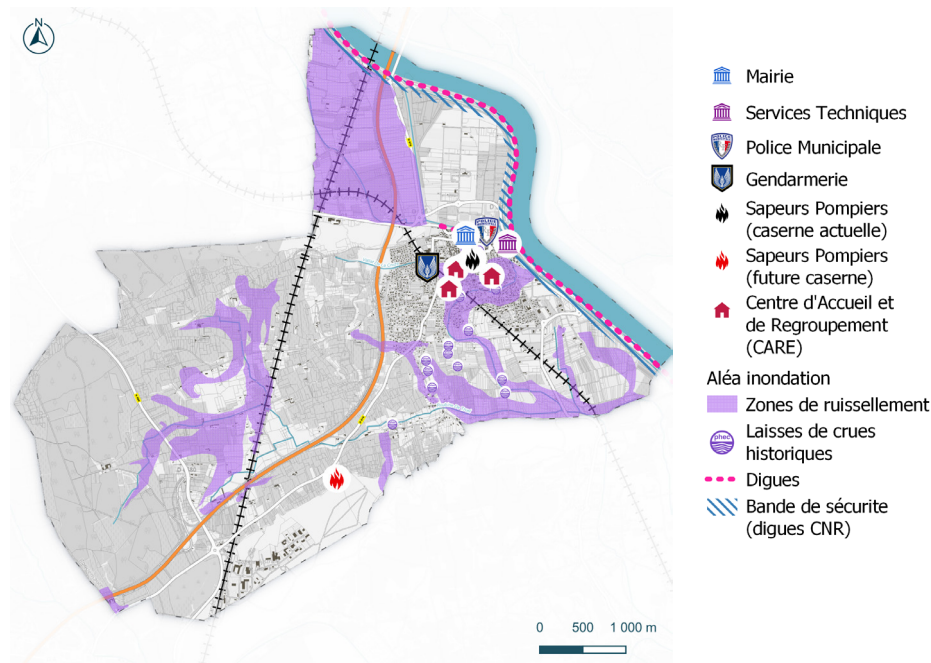 N
Mairie
Services Techniques
Police Municipale
Gendarmerie
Sapeurs Pompiers
(caserne actuelle)
Sapeurs Pompiers
(future caserne)
Centre d'Accueil et
de Regroupement
(CARE)
Aléa inondation
Zones de ruissellement
phec
Laisses de crues
historiques
Digues
Bande de sécurite
(digues CNR)
0 500 1 000 m